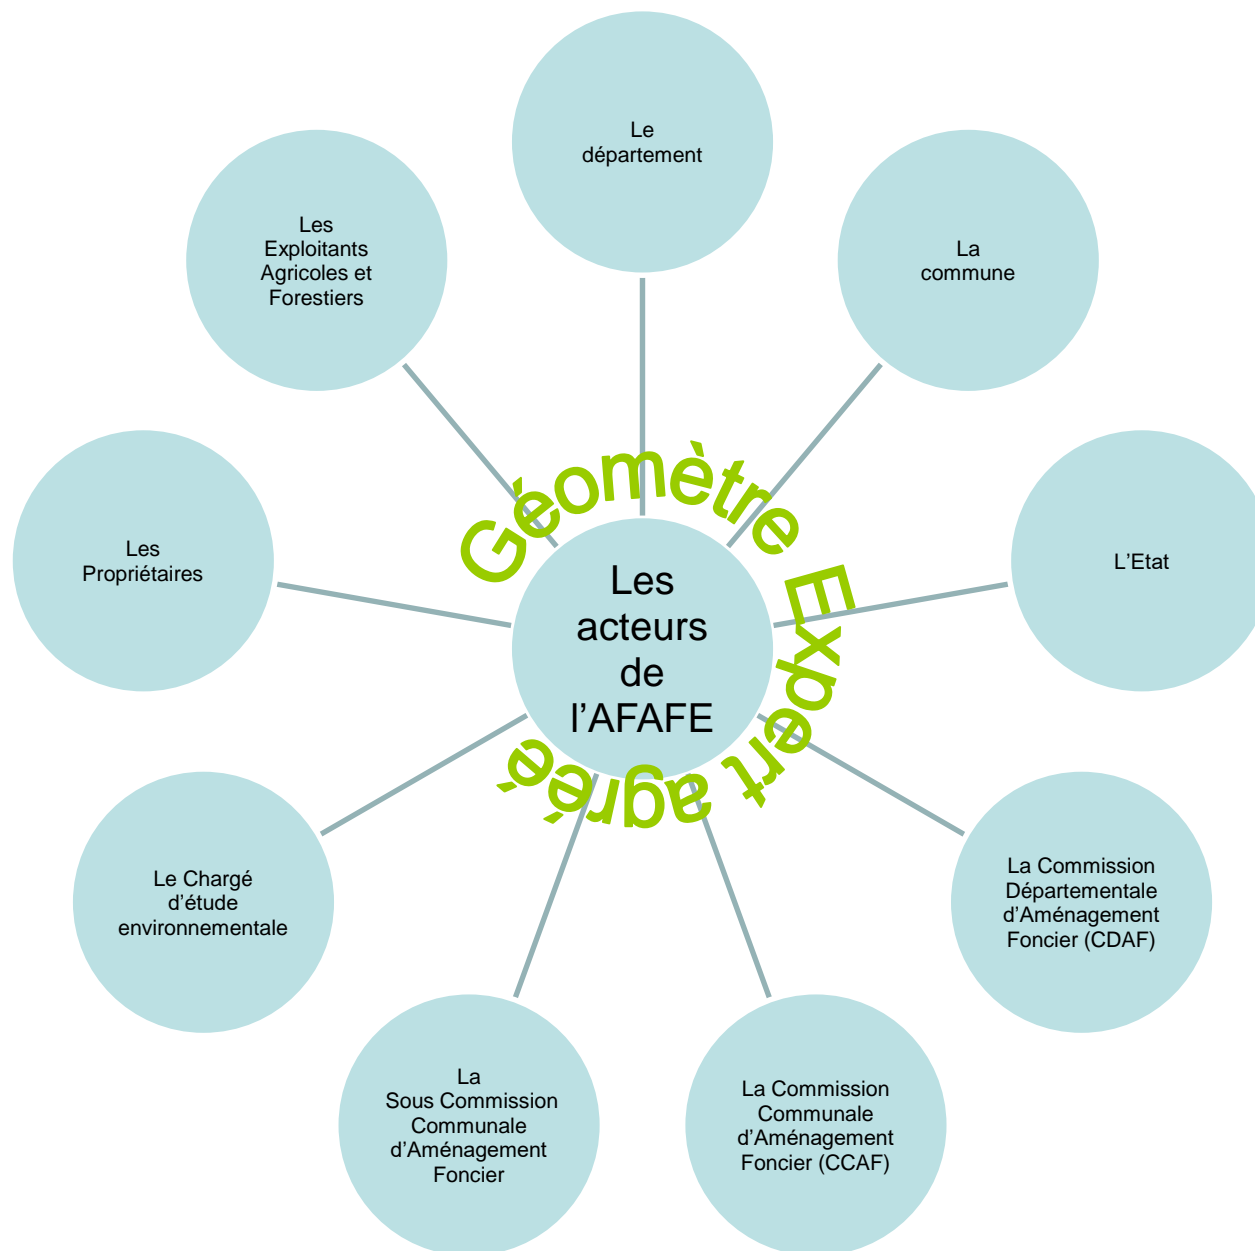 Le
département
La
commune
L'Etat
La Commission
Départementale
d'Aménagement
Foncier (CDAF)
La Commission
Communale
d'Aménagement
Foncier (CCAF)
La
Sous Commission
Communale
d'Aménagement
Foncier
Le Chargé
d'étude
environnementale
Les
Propriétaires
Les
Exploitants
Agricoles et
Forestiers
Géomètre Expert agréé
Les
acteurs
de
l'AFAFE